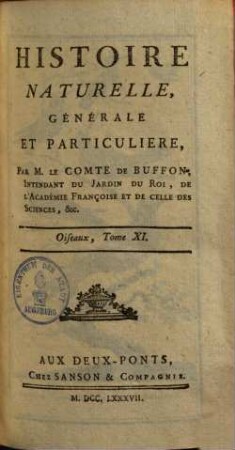 HISTOIRE
NATURELLE,
GÉNÉRALE
ET PARTICULIERE,
PAR M. LE COMTE DE BUFFON,
INTENDANT DU JARDIN DU ROI, DE
L'ACADÉMIE FRANÇOISE ET DE CELLE DES
SCIENCES, &c.
Oiseaux, Tome XI.
AUX DEUX-PONTS,
CHEZ SANSON & COMPAGNIE.
M. DCC, LXXXVII.